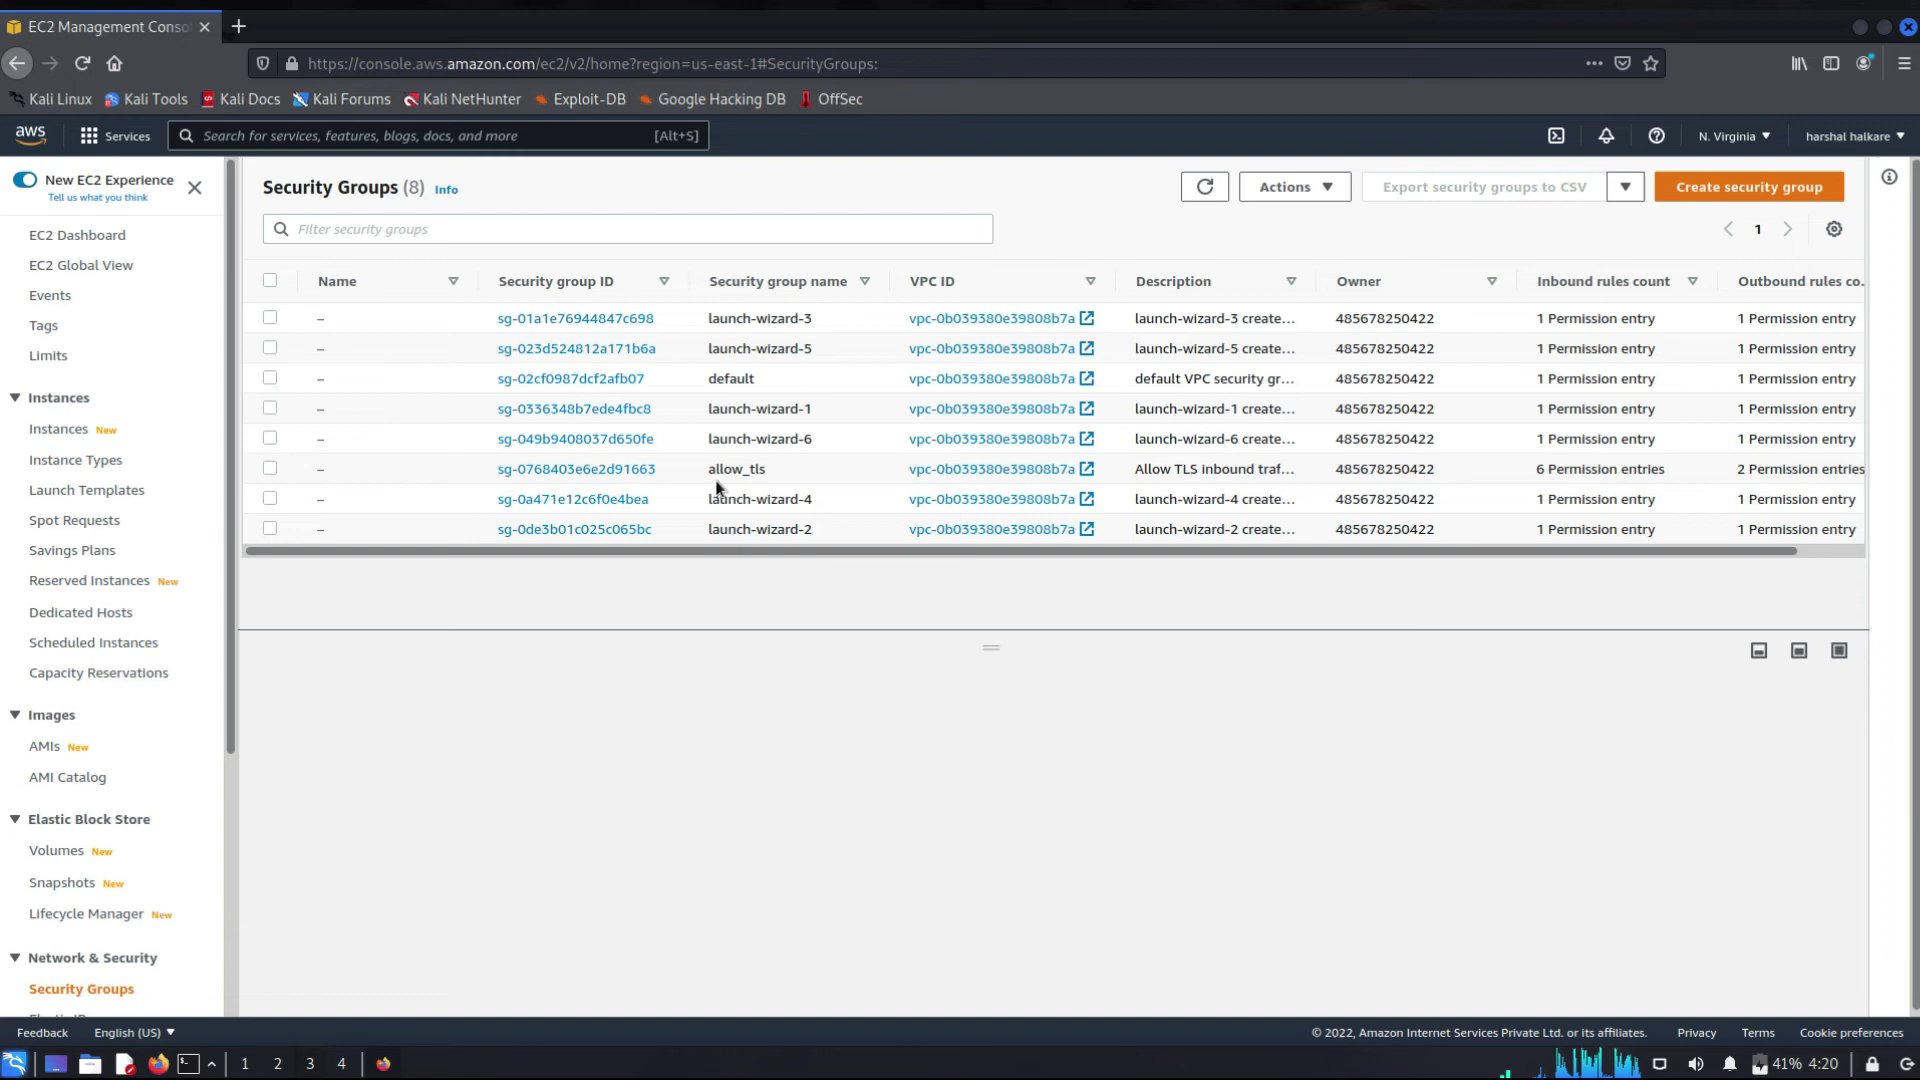 EC2 Management Conso
https://console.aws.amazon.com/ec2/v2/home?region=us-east-1#SecurityGroups:
Kali Linux Kali Tools Kali Docs Kali Forums Kali NetHunter Exploit-DB Google Hacking DB OffSec
aws Services Search for services, features, blogs, docs, and more [Alt+S] N. Virginia harshal halkare
New EC2 Experience
Tell us what you think
EC2 Dashboard
EC2 Global View
Events
Tags
Limits
Instances
Instances New
Instance Types
Launch Templates
Spot Requests
Savings Plans
Reserved Instances New
Dedicated Hosts
Scheduled Instances
Capacity Reservations
Images
AMIs New
AMI Catalog
Elastic Block Store
Volumes New
Snapshots New
Lifecycle Manager New
Network & Security
Security Groups
Security Groups (8) Info Actions Export security groups to CSV Create security group
Filter security groups 1
Name Security group ID Security group name VPC ID Description Owner Inbound rules count Outbound rules co...
– sg-01a1e76944847c698 launch-wizard-3 vpc-0b039380e39808b7a launch-wizard-3 create... 485678250422 1 Permission entry 1 Permission entry
– sg-023d524812a171b6a launch-wizard-5 vpc-0b039380e39808b7a launch-wizard-5 create... 485678250422 1 Permission entry 1 Permission entry
– sg-02cf0987dcf2afb07 default vpc-0b039380e39808b7a default VPC security gr... 485678250422 1 Permission entry 1 Permission entry
– sg-0336348b7ede4fbc8 launch-wizard-1 vpc-0b039380e39808b7a launch-wizard-1 create... 485678250422 1 Permission entry 1 Permission entry
– sg-049b9408037d650fe launch-wizard-6 vpc-0b039380e39808b7a launch-wizard-6 create... 485678250422 1 Permission entry 1 Permission entry
– sg-0768403e6e2d91663 allow_tls vpc-0b039380e39808b7a Allow TLS inbound traf... 485678250422 6 Permission entries 2 Permission entries
– sg-0a471e12c6f0e4bea launch-wizard-4 vpc-0b039380e39808b7a launch-wizard-4 create... 485678250422 1 Permission entry 1 Permission entry
– sg-0de3b01c025c065bc launch-wizard-2 vpc-0b039380e39808b7a launch-wizard-2 create... 485678250422 1 Permission entry 1 Permission entry
Feedback English (US) © 2022, Amazon Internet Services Private Ltd. or its affiliates. Privacy Terms Cookie preferences
1 2 3 4 41% 4:20